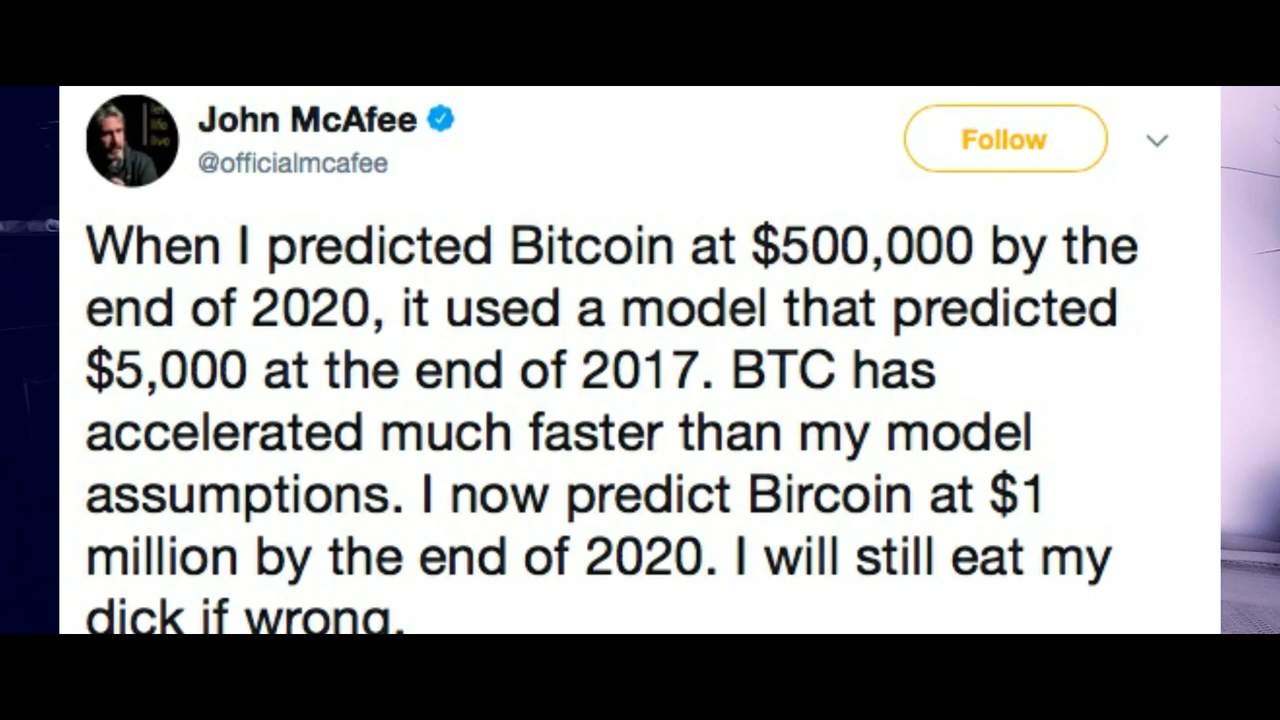 John McAfee
@officialmcafee
Follow
When I predicted Bitcoin at $500,000 by the
end of 2020, it used a model that predicted
$5,000 at the end of 2017. BTC has
accelerated much faster than my model
assumptions. I now predict Bircoin at $1
million by the end of 2020. I will still eat my
dick if wrong.